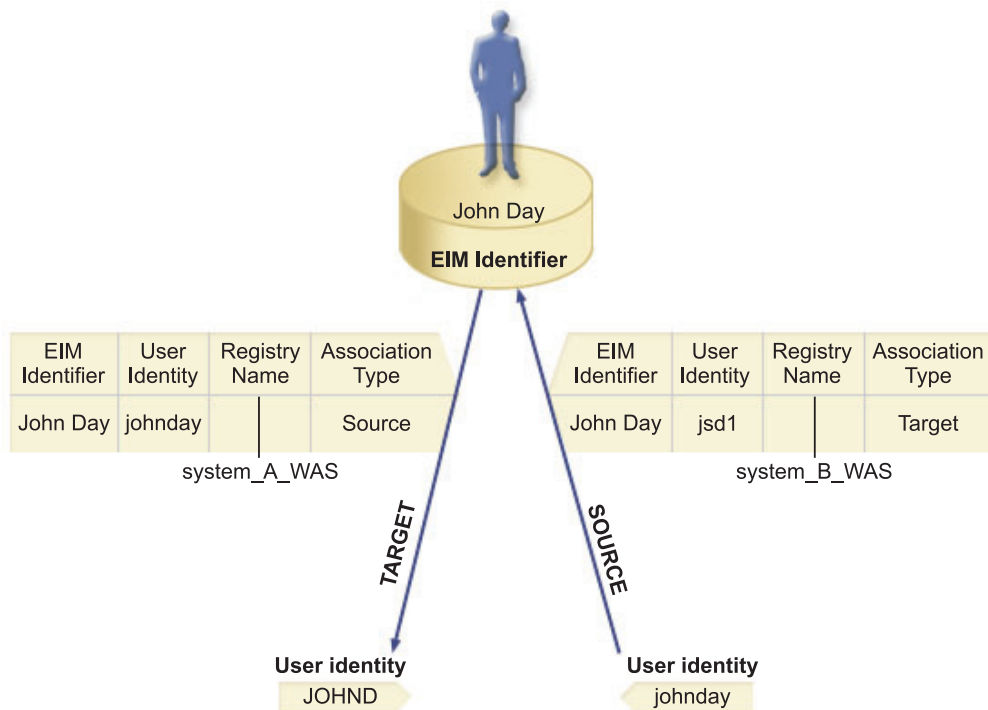 John Day
EIM Identifier
EIM Identifier
User Identity
Registry Name
Association Type
John Day
johnday
Source
system_A_WAS
EIM Identifier
User Identity
Registry Name
Association Type
John Day
jsd1
Target
system_B_WAS
TARGET
SOURCE
User identity
JOHND
User identity
johnday